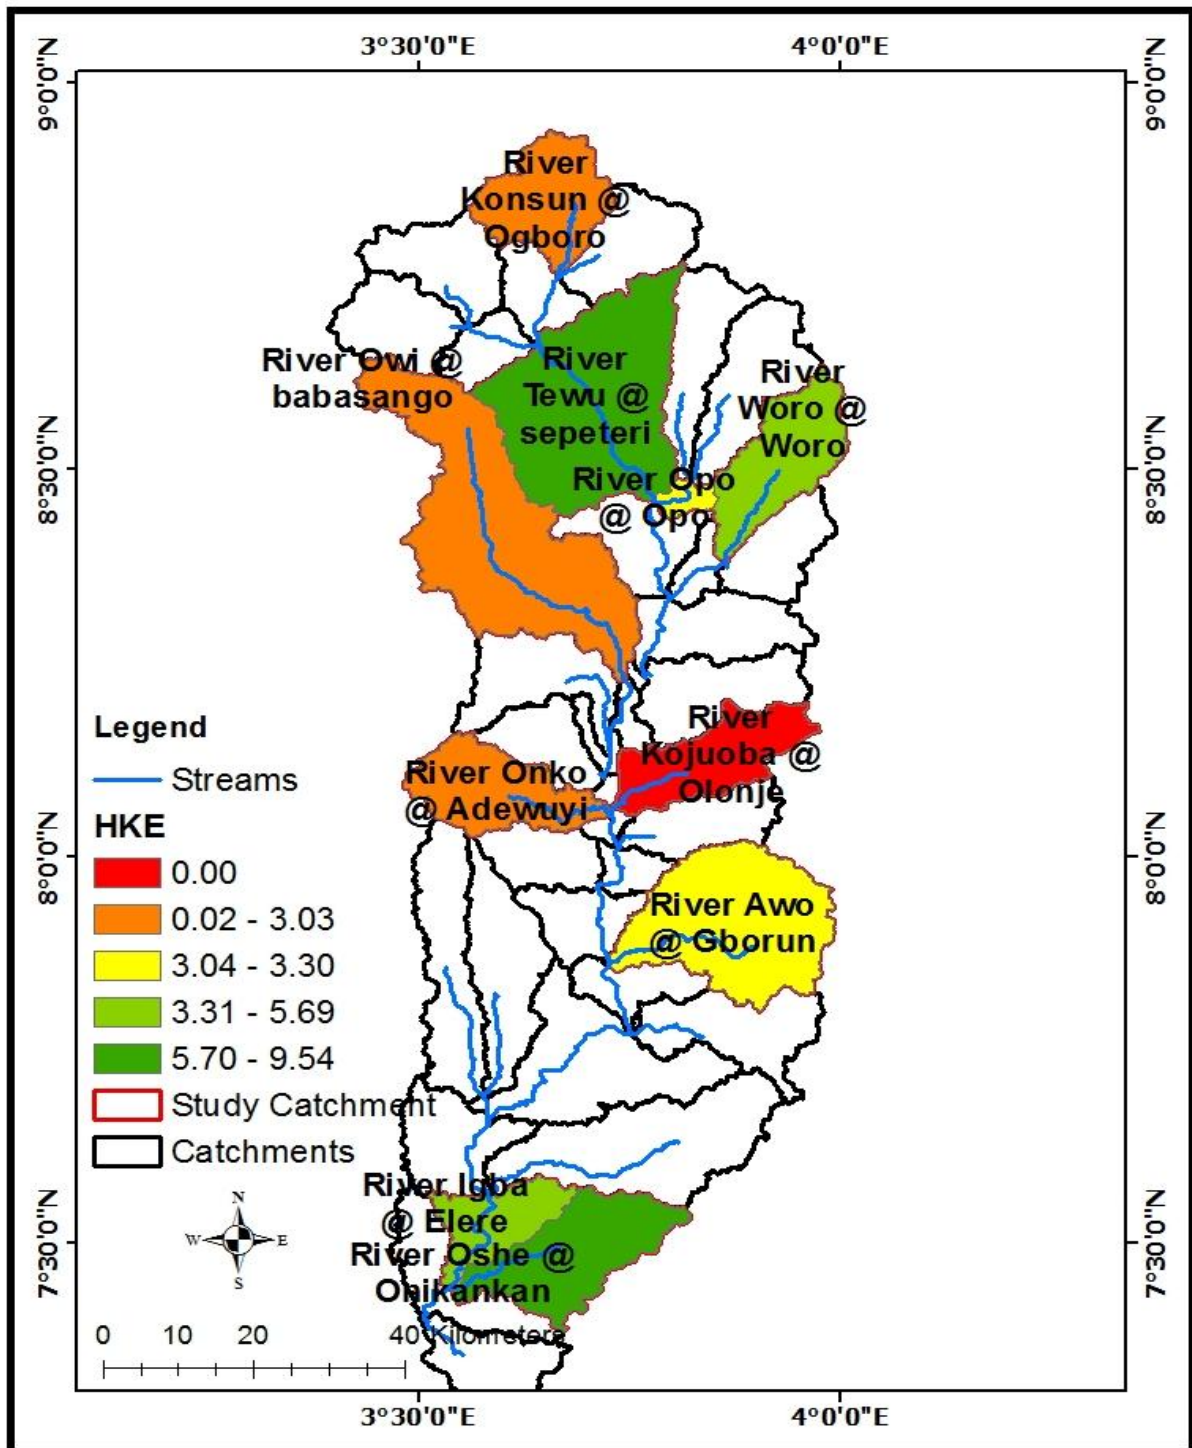 3°30'0"E
4°0'0"E
9°0'0"N
9°0'0"N
River
Konsun @
Ogboro
River Owi @
babasango
River
Tewu @
sepeteri
River
Woro @
Woro
8°30'0"N
8°30'0"N
River Opo
@ Opo
River
Kojuoba @
Olonje
River Onko
@ Adewuyi
Legend
Streams
HKE
0.00
0.02 - 3.03
3.04 - 3.30
3.31 - 5.69
5.70 - 9.54
Study Catchment
Catchments
8°0'0"N
8°0'0"N
River Awo
@ Gborun
River Igba
@ Elere
River Oshe @
Onikankan
7°30'0"N
7°30'0"N
N
W
E
S
0 10 20 40 Kilometers
3°30'0"E
4°0'0"E